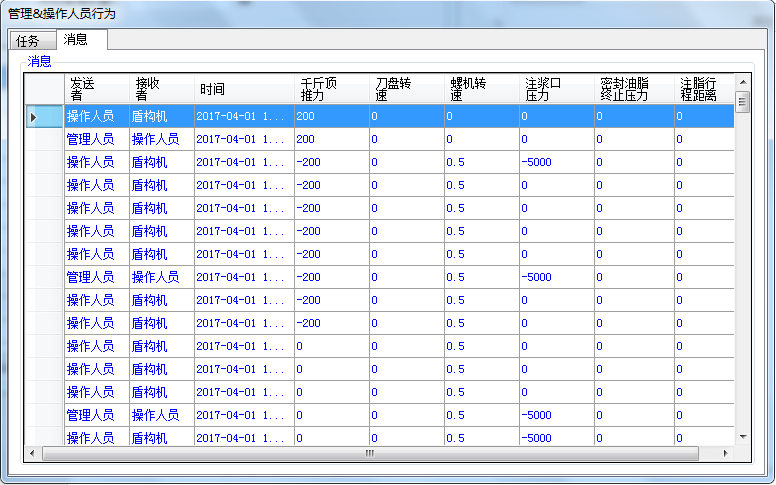 管理&操作人员行为
任务 消息
消息
发送者 接收者 时间 千斤顶推力 刀盘转速 螺机转速 注浆口压力 密封油脂终止压力 注脂行程距离
操作人员 盾构机 2017-04-01 1... 200 0 0 0 0 0
管理人员 操作人员 2017-04-01 1... 200 0 0 0 0 0
操作人员 盾构机 2017-04-01 1... -200 0 0.5 -5000 0 0
操作人员 盾构机 2017-04-01 1... -200 0 0.5 0 0 0
操作人员 盾构机 2017-04-01 1... -200 0 0.5 0 0 0
操作人员 盾构机 2017-04-01 1... -200 0 0.5 0 0 0
操作人员 盾构机 2017-04-01 1... -200 0 0.5 0 0 0
管理人员 操作人员 2017-04-01 1... -200 0 0.5 -5000 0 0
操作人员 盾构机 2017-04-01 1... -200 0 0.5 0 0 0
操作人员 盾构机 2017-04-01 1... -200 0 0.5 0 0 0
操作人员 盾构机 2017-04-01 1... 0 0 0.5 0 0 0
操作人员 盾构机 2017-04-01 1... 0 0 0.5 0 0 0
操作人员 盾构机 2017-04-01 1... 0 0 0.5 0 0 0
管理人员 操作人员 2017-04-01 1... 0 0 0.5 -5000 0 0
操作人员 盾构机 2017-04-01 1... 0 0 0.5 -5000 0 0